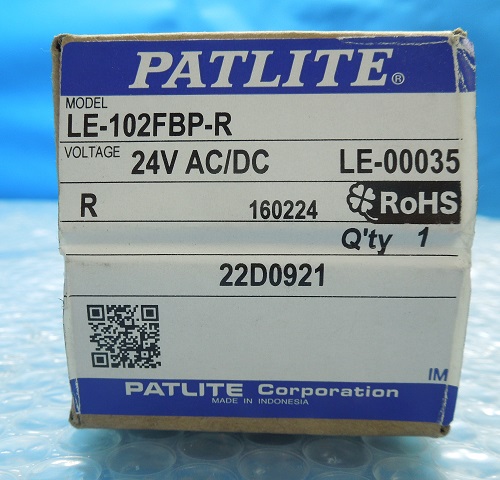 PATLITE®
MODEL
LE-102FBP-R
VOLTAGE 24V AC/DC LE-00035
R 160224 RoHS
Q'ty 1
22D0921
IM
PATLITE Corporation
MADE IN INDONESIA